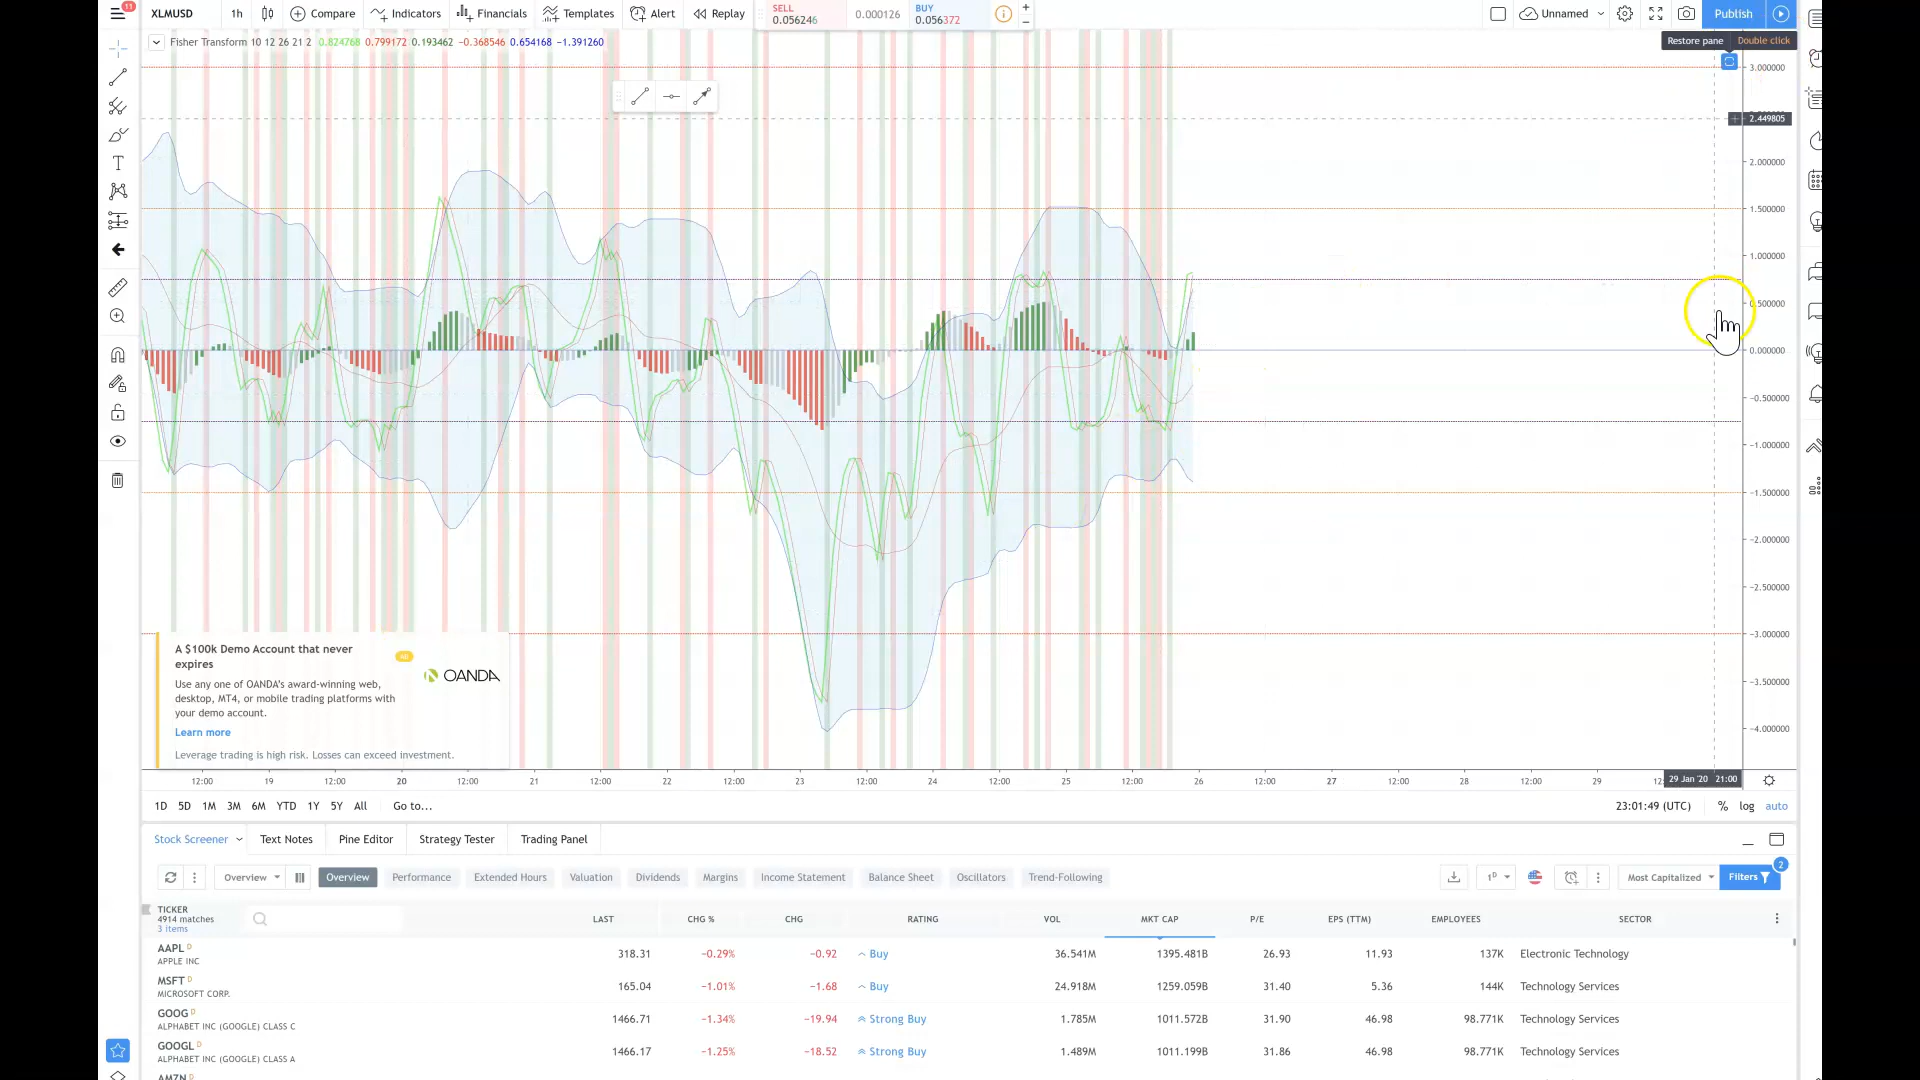 11
XLMUSD
1h
Compare
Indicators
Financials
Templates
Alert
Replay
SELL
0.056246
0.000126
BUY
0.056372
Unnamed
Publish
Restore pane Double click
Fisher Transform 10 12 26 21 2 0.824768 0.799172 0.193462 −0.368546 0.654168 −1.391260
3.000000
2.449805
2.000000
1.500000
1.000000
0.500000
0.000000
−0.500000
−1.000000
−1.500000
−2.000000
−2.500000
−3.000000
−3.500000
−4.000000
A $100k Demo Account that never
expires
OANDA
Use any one of OANDA's award-winning web,
desktop, MT4, or mobile trading platforms with
your demo account.
Learn more
Leverage trading is high risk. Losses can exceed investment.
12:00 19 12:00 20 12:00 21 12:00 22 12:00 23 12:00 24 12:00 25 12:00 26 12:00 27 12:00 28 12:00 29 29 Jan '20 21:00
1D 5D 1M 3M 6M YTD 1Y 5Y All Go to...
23:01:49 (UTC) % log auto
Stock Screener Text Notes Pine Editor Strategy Tester Trading Panel
Overview Overview Performance Extended Hours Valuation Dividends Margins Income Statement Balance Sheet Oscillators Trend-Following
1D Most Capitalized Filters 2
TICKER LAST CHG % CHG RATING VOL MKT CAP P/E EPS (TTM) EMPLOYEES SECTOR
4914 matches
3 items
AAPL D 318.31 −0.29% −0.92 Buy 36.541M 1395.481B 26.93 11.93 137K Electronic Technology
APPLE INC
MSFT D 165.04 −1.01% −1.68 Buy 24.918M 1259.059B 31.40 5.36 144K Technology Services
MICROSOFT CORP.
GOOG D 1466.71 −1.34% −19.94 Strong Buy 1.785M 1011.572B 31.90 46.98 98.771K Technology Services
ALPHABET INC (GOOGLE) CLASS C
GOOGL D 1466.17 −1.25% −18.52 Strong Buy 1.489M 1011.199B 31.86 46.98 98.771K Technology Services
ALPHABET INC (GOOGLE) CLASS A
AMZN D